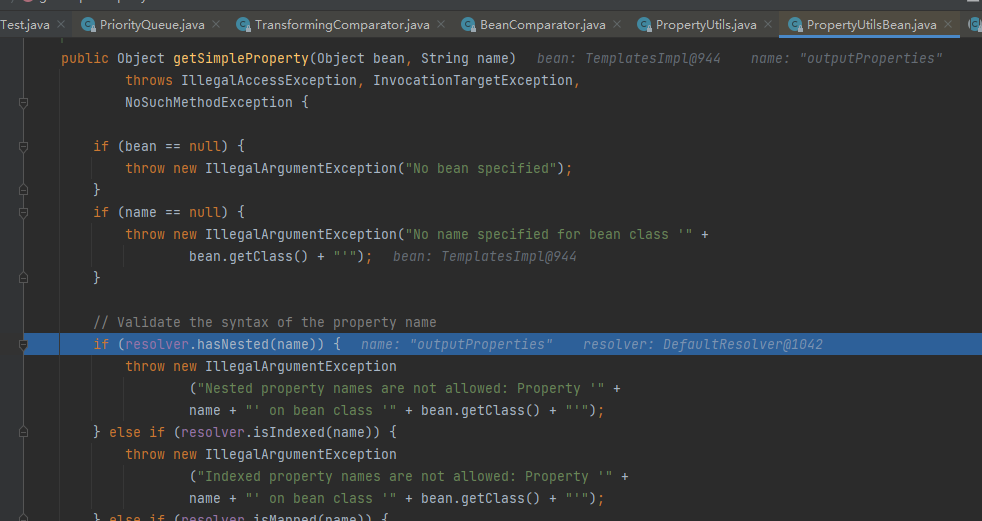 Test.java PriorityQueue.java TransformingComparator.java BeanComparator.java PropertyUtils.java PropertyUtilsBean.java
public Object getSimpleProperty(Object bean, String name) bean: TemplatesImpl@944 name: "outputProperties"
throws IllegalAccessException, InvocationTargetException,
NoSuchMethodException {
if (bean == null) {
throw new IllegalArgumentException("No bean specified");
}
if (name == null) {
throw new IllegalArgumentException("No name specified for bean class '" +
bean.getClass() + "'"); bean: TemplatesImpl@944
}
// Validate the syntax of the property name
if (resolver.hasNested(name)) { name: "outputProperties" resolver: DefaultResolver@1042
throw new IllegalArgumentException
("Nested property names are not allowed: Property '" +
name + "' on bean class '" + bean.getClass() + "'");
} else if (resolver.isIndexed(name)) {
throw new IllegalArgumentException
("Indexed property names are not allowed: Property '" +
name + "' on bean class '" + bean.getClass() + "'");
} else if (resolver.isMapped(name)) {